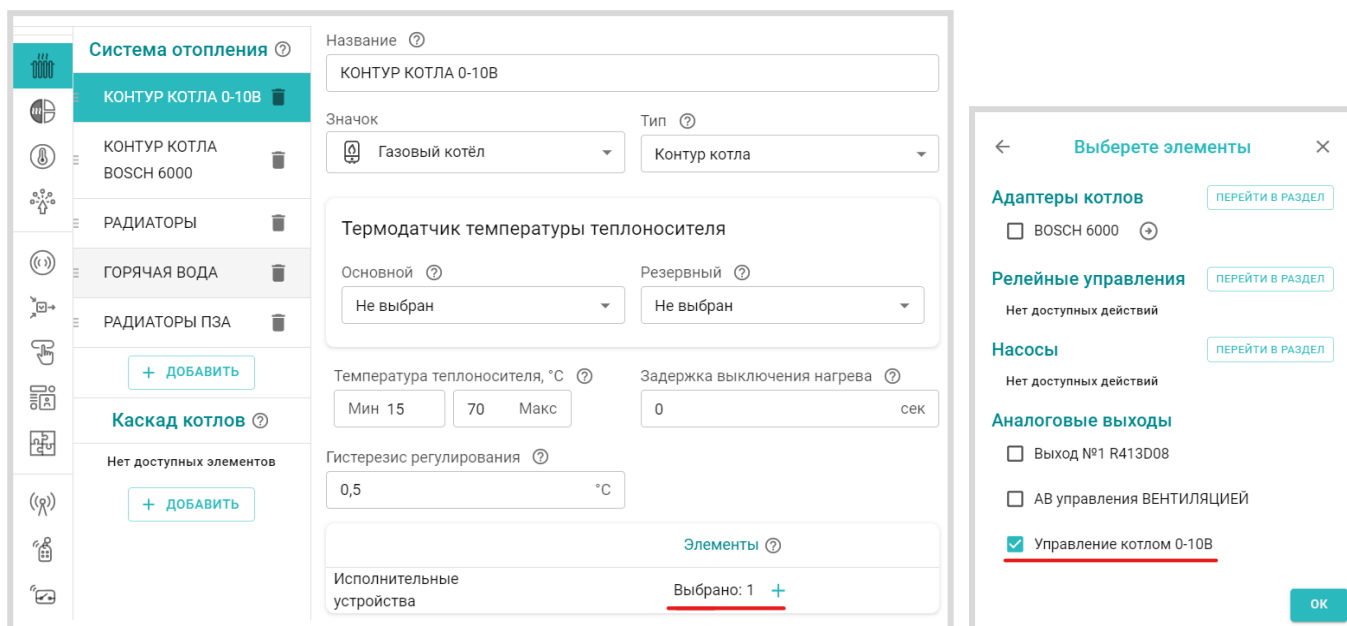 Система отопления
КОНТУР КОТЛА 0-10В
КОНТУР КОТЛА
BOSCH 6000
РАДИАТОРЫ
ГОРЯЧАЯ ВОДА
РАДИАТОРЫ ПЗА
+ ДОБАВИТЬ
Каскад котлов
Нет доступных элементов
+ ДОБАВИТЬ
Название
КОНТУР КОТЛА 0-10В
Значок
Тип
Газовый котёл
Контур котла
Термодатчик температуры теплоносителя
Основной
Резервный
Не выбран
Не выбран
Температура теплоносителя, °C
Задержка выключения нагрева
Мин 15
70 Макс
0 сек
Гистерезис регулирования
0,5 °C
Элементы
Исполнительные
устройства
Выбрано: 1 +
Выберете элементы
Адаптеры котлов
ПЕРЕЙТИ В РАЗДЕЛ
BOSCH 6000
Релейные управления
ПЕРЕЙТИ В РАЗДЕЛ
Нет доступных действий
Насосы
ПЕРЕЙТИ В РАЗДЕЛ
Нет доступных действий
Аналоговые выходы
Выход №1 R413D08
АВ управления ВЕНТИЛЯЦИЕЙ
Управление котлом 0-10В
ОК